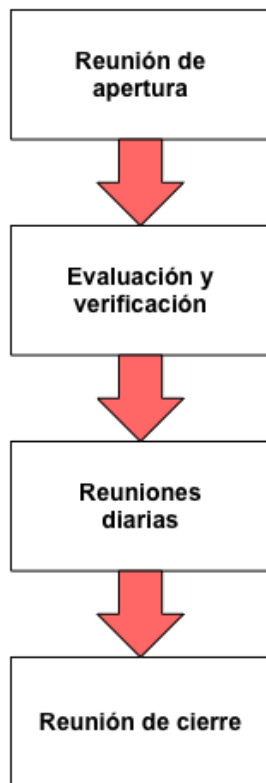 Reunión de
apertura
Evaluación y
verificación
Reuniones
diarias
Reunión de cierre